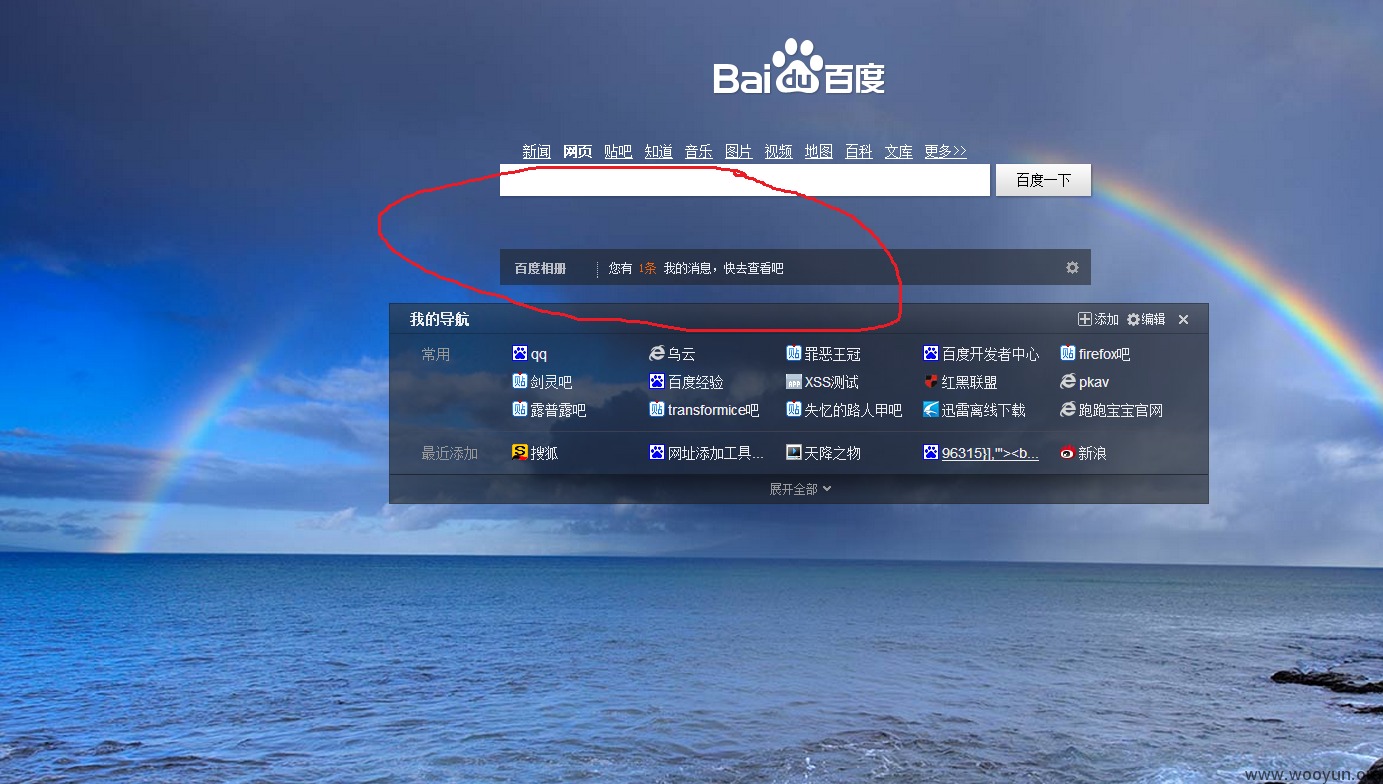 Bai du 百度
新闻 网页 贴吧 知道 音乐 图片 视频 地图 百科 文库 更多>>
百度一下
百度相册 您有 1条 我的消息，快去查看吧
我的导航 添加 编辑
常用 qq 乌云 罪恶王冠 百度开发者中心 firefox吧
剑灵吧 百度经验 XSS测试 红黑联盟 pkav
露普露吧 transformice吧 失忆的路人甲吧 迅雷离线下载 跑跑宝宝官网
最近添加 搜狐 网址添加工具... 天降之物 96315}],'"><b... 新浪
展开全部
www.wooyun.o